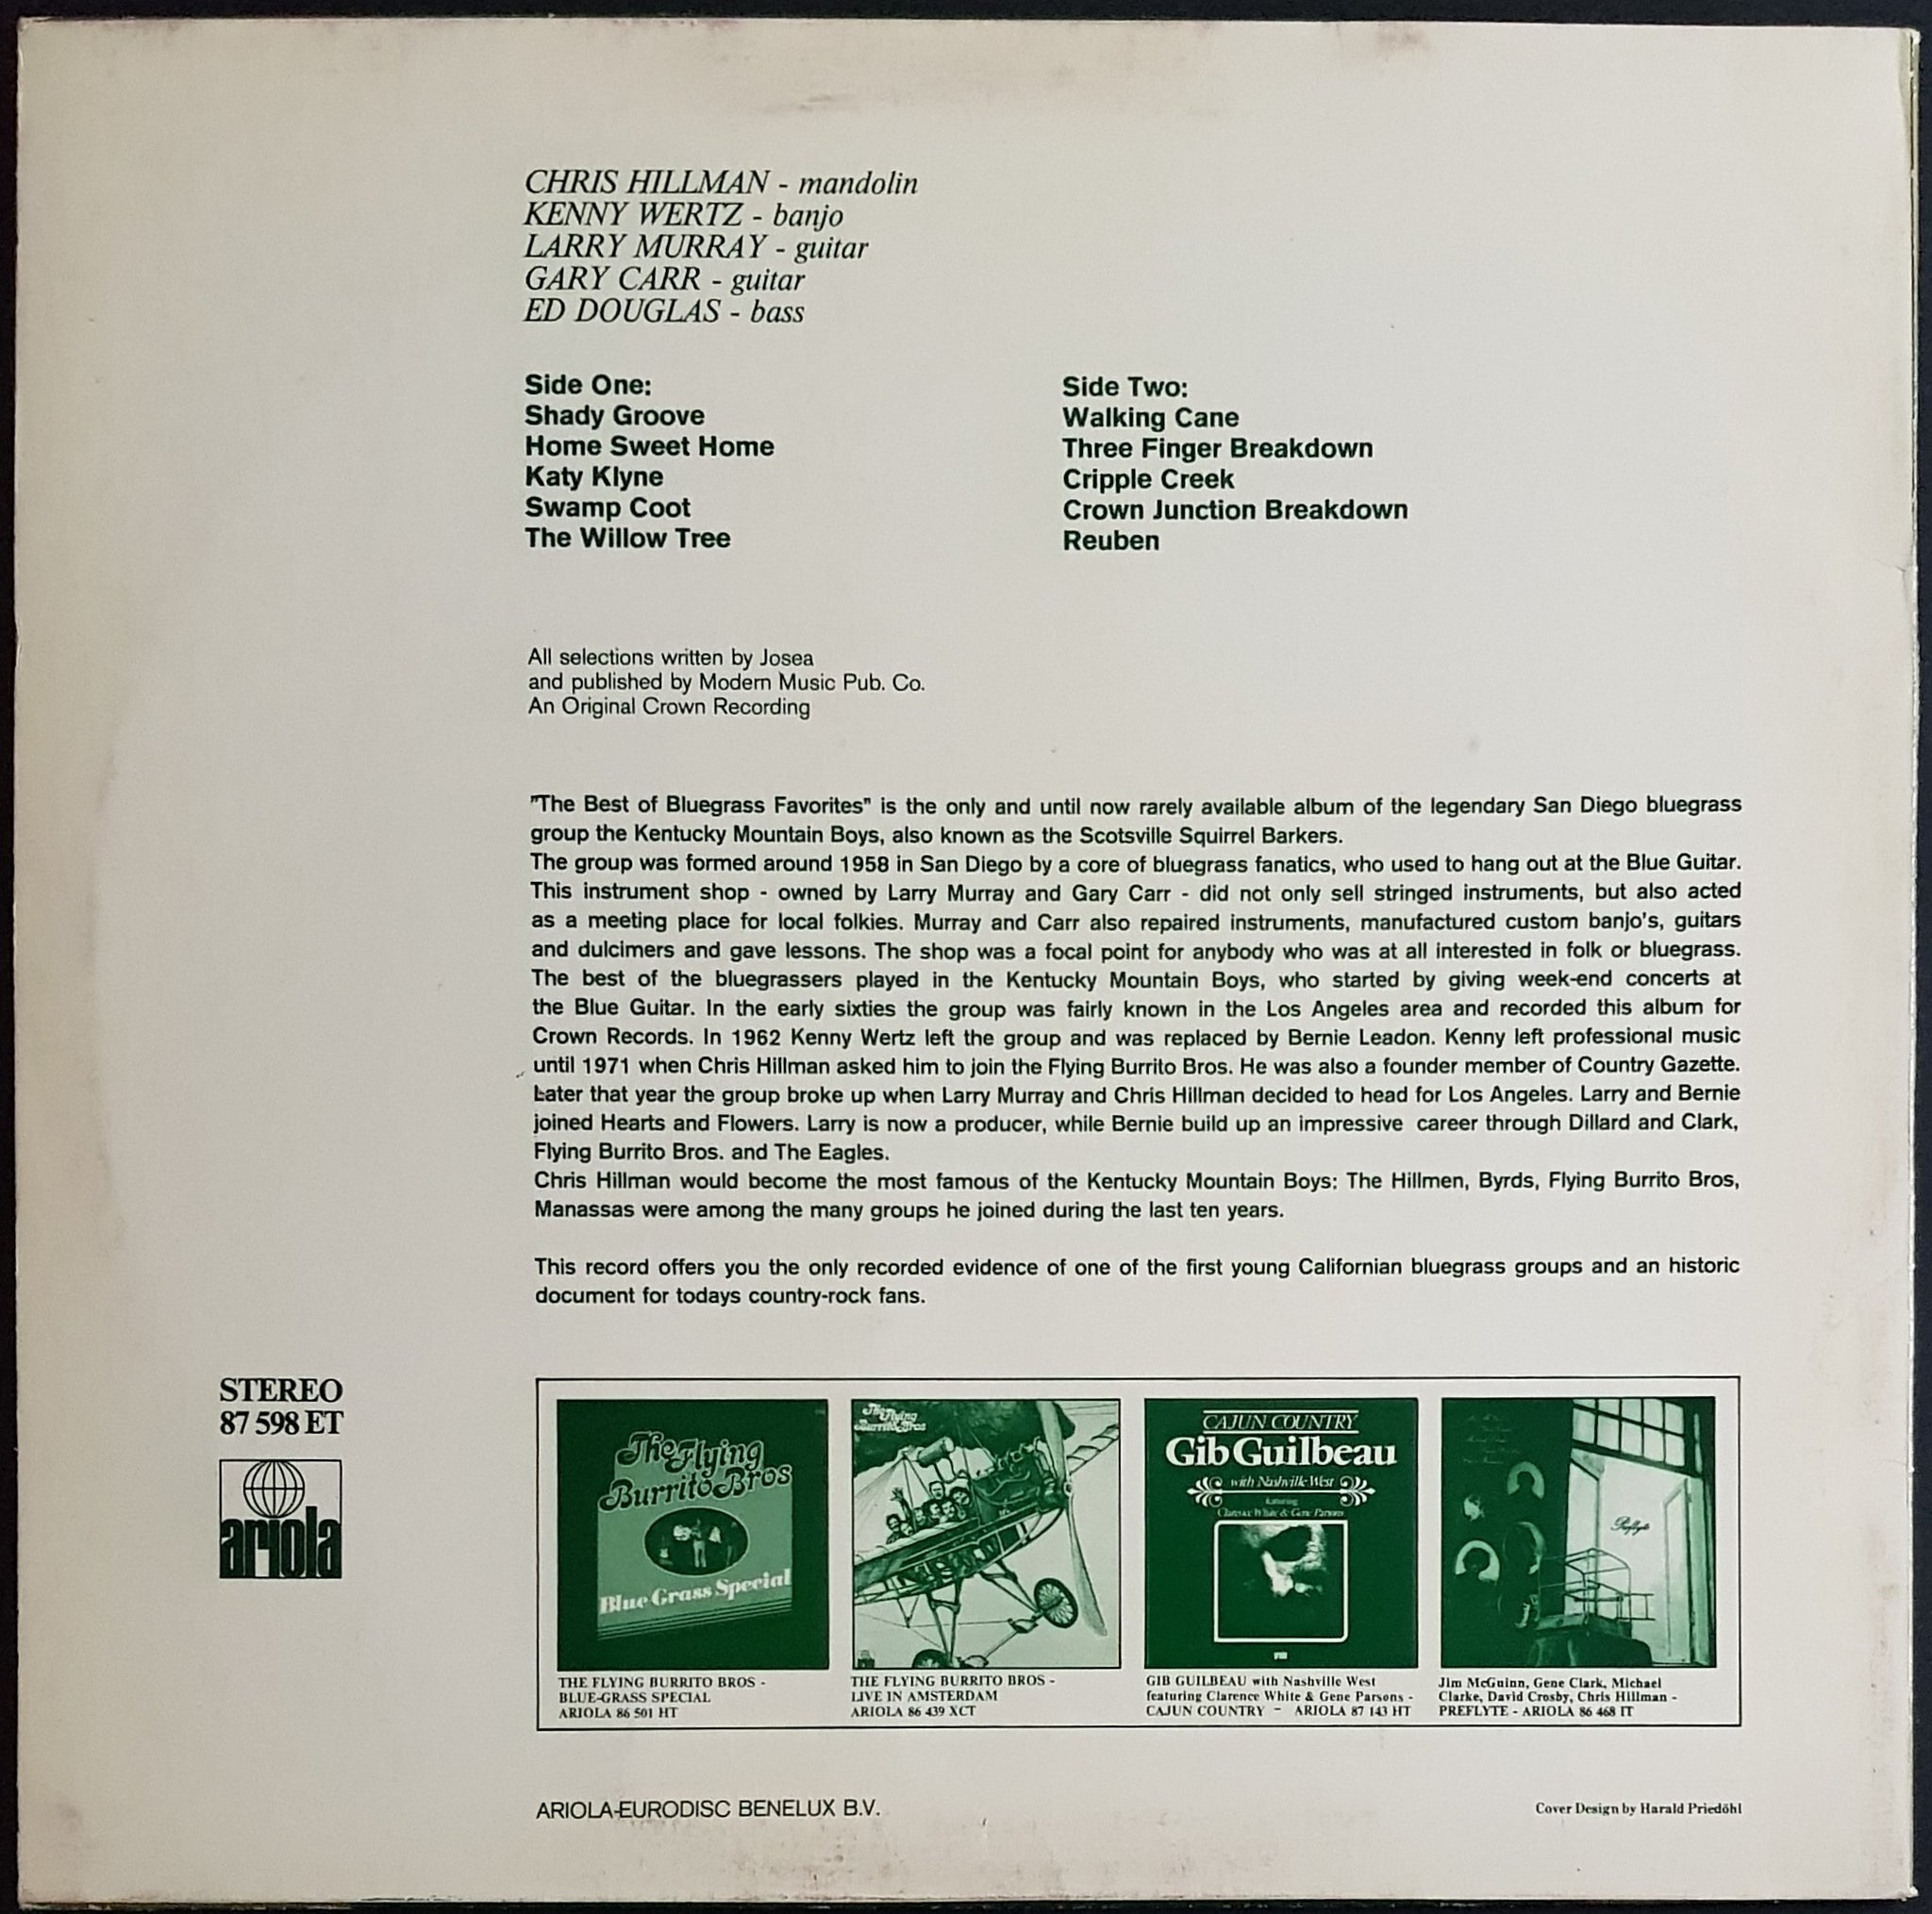 CHRIS HILLMAN - mandolin
KENNY WERTZ - banjo
LARRY MURRAY - guitar
GARY CARR - guitar
ED DOUGLAS - bass
Side One:
Shady Groove
Home Sweet Home
Katy Klyne
Swamp Coot
The Willow Tree
Side Two:
Walking Cane
Three Finger Breakdown
Cripple Creek
Crown Junction Breakdown
Reuben
All selections written by Josea
and published by Modern Music Pub. Co.
An Original Crown Recording
"The Best of Bluegrass Favorites" is the only and until now rarely available album of the legendary San Diego bluegrass
group the Kentucky Mountain Boys, also known as the Scotsville Squirrel Barkers.
The group was formed around 1958 in San Diego by a core of bluegrass fanatics, who used to hang out at the Blue Guitar.
This instrument shop - owned by Larry Murray and Gary Carr - did not only sell stringed instruments, but also acted
as a meeting place for local folkies. Murray and Carr also repaired instruments, manufactured custom banjo's, guitars
and dulcimers and gave lessons. The shop was a focal point for anybody who was at all interested in folk or bluegrass.
The best of the bluegrassers played in the Kentucky Mountain Boys, who started by giving week-end concerts at
the Blue Guitar. In the early sixties the group was fairly known in the Los Angeles area and recorded this album for
Crown Records. In 1962 Kenny Wertz left the group and was replaced by Bernie Leadon. Kenny left professional music
until 1971 when Chris Hillman asked him to join the Flying Burrito Bros. He was also a founder member of Country Gazette.
Later that year the group broke up when Larry Murray and Chris Hillman decided to head for Los Angeles. Larry and Bernie
joined Hearts and Flowers. Larry is now a producer, while Bernie build up an impressive career through Dillard and Clark,
Flying Burrito Bros. and The Eagles.
Chris Hillman would become the most famous of the Kentucky Mountain Boys: The Hillmen, Byrds, Flying Burrito Bros,
Manassas were among the many groups he joined during the last ten years.
This record offers you the only recorded evidence of one of the first young Californian bluegrass groups and an historic
document for todays country-rock fans.
STEREO
87 598 ET
ariola
The Flying
Burrito Bros
Blue Grass Special
The Flying
Burrito Bros
CAJUN COUNTRY
Gib Guilbeau
with Nashville West
featuring
Clarence White & Gene Parsons
Preflyte
THE FLYING BURRITO BROS -
BLUE-GRASS SPECIAL
ARIOLA 86 501 HT
THE FLYING BURRITO BROS -
LIVE IN AMSTERDAM
ARIOLA 86 439 XCT
GIB GUILBEAU with Nashville West
featuring Clarence White & Gene Parsons -
CAJUN COUNTRY - ARIOLA 87 143 HT
Jim McGuinn, Gene Clark, Michael
Clarke, David Crosby, Chris Hillman -
PREFLYTE - ARIOLA 86 468 IT
ARIOLA-EURODISC BENELUX B.V.
Cover Design by Harald Priedöhl